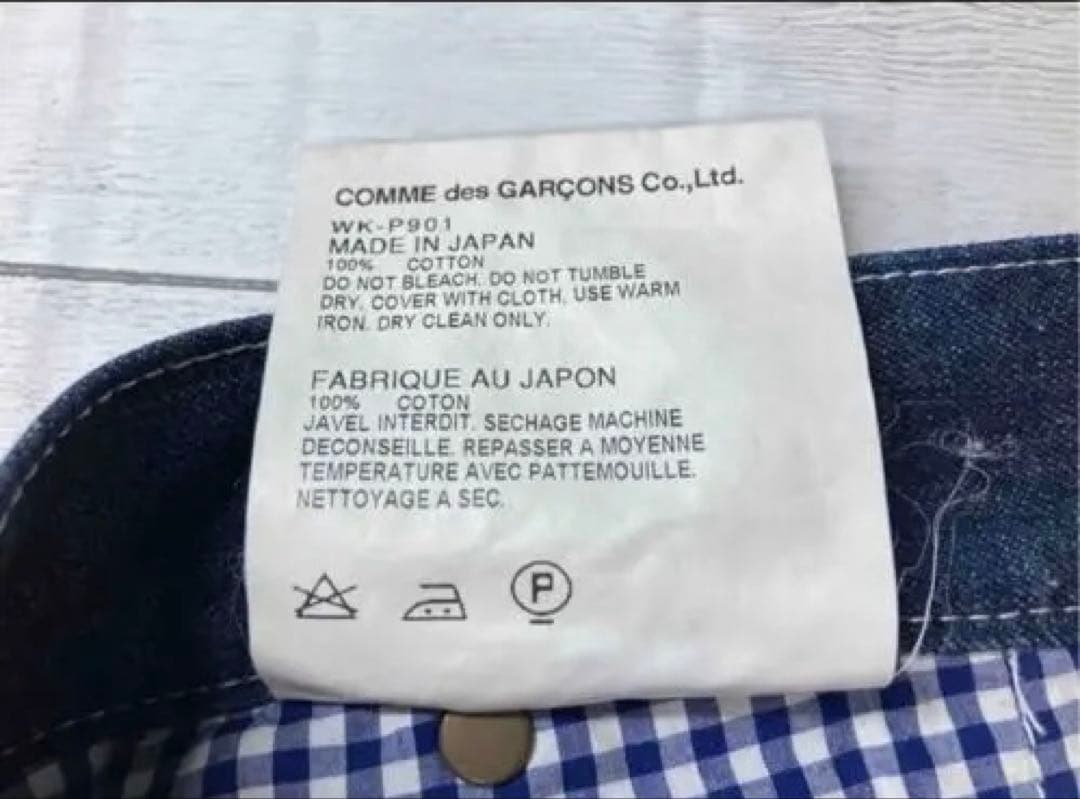 COMME des GARÇONS Co.,Ltd.
WK-P901
MADE IN JAPAN
100% COTTON
DO NOT BLEACH. DO NOT TUMBLE
DRY. COVER WITH CLOTH. USE WARM
IRON. DRY CLEAN ONLY.
FABRIQUE AU JAPON
100% COTON
JAVEL INTERDIT. SECHAGE MACHINE
DECONSEILLE. REPASSER A MOYENNE
TEMPERATURE AVEC PATTEMOUILLE.
NETTOYAGE A SEC.
P